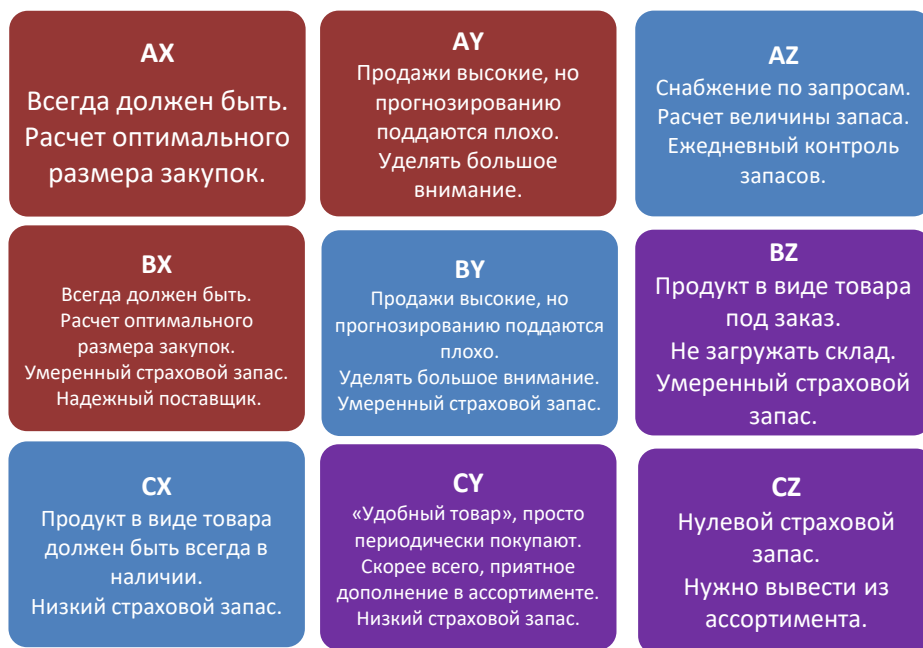 AX
Всегда должен быть.
Расчет оптимального
размера закупок.
AY
Продажи высокие, но
прогнозированию
поддаются плохо.
Уделять большое
внимание.
AZ
Снабжение по запросам.
Расчет величины запаса.
Ежедневный контроль
запасов.
BX
Всегда должен быть.
Расчет оптимального
размера закупок.
Умеренный страховой запас.
Надежный поставщик.
BY
Продажи высокие, но
прогнозированию поддаются
плохо.
Уделять большое внимание.
Умеренный страховой запас.
BZ
Продукт в виде товара
под заказ.
Не загружать склад.
Умеренный страховой
запас.
CX
Продукт в виде товара
должен быть всегда в
наличии.
Низкий страховой запас.
CY
«Удобный товар», просто
периодически покупают.
Скорее всего, приятное
дополнение в ассортименте.
Низкий страховой запас.
CZ
Нулевой страховой
запас.
Нужно вывести из
ассортимента.